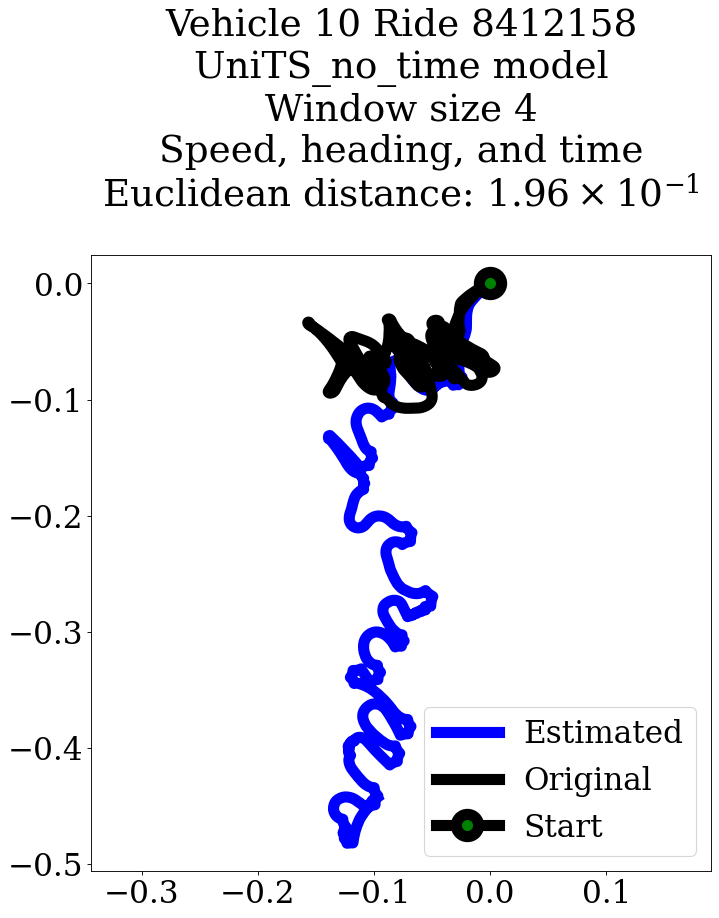 Vehicle 10 Ride 8412158
UniTS_no_time model
Window size 4
Speed, heading, and time
Euclidean distance: 1.96 × 10⁻¹
0.0
−0.1
−0.2
−0.3
−0.4
−0.5
Estimated
Original
Start
−0.3 −0.2 −0.1 0.0 0.1